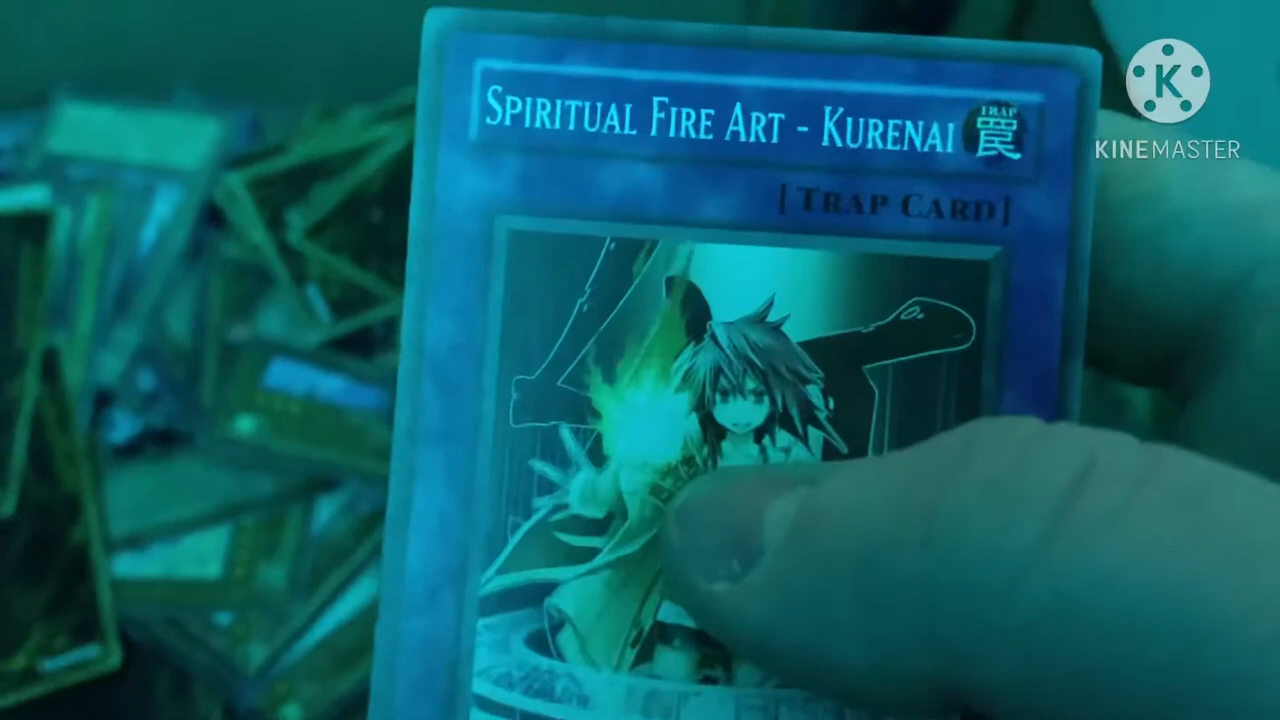 SPIRITUAL FIRE ART - KURENAI
TRAP
罠
[TRAP CARD]
K
KINEMASTER